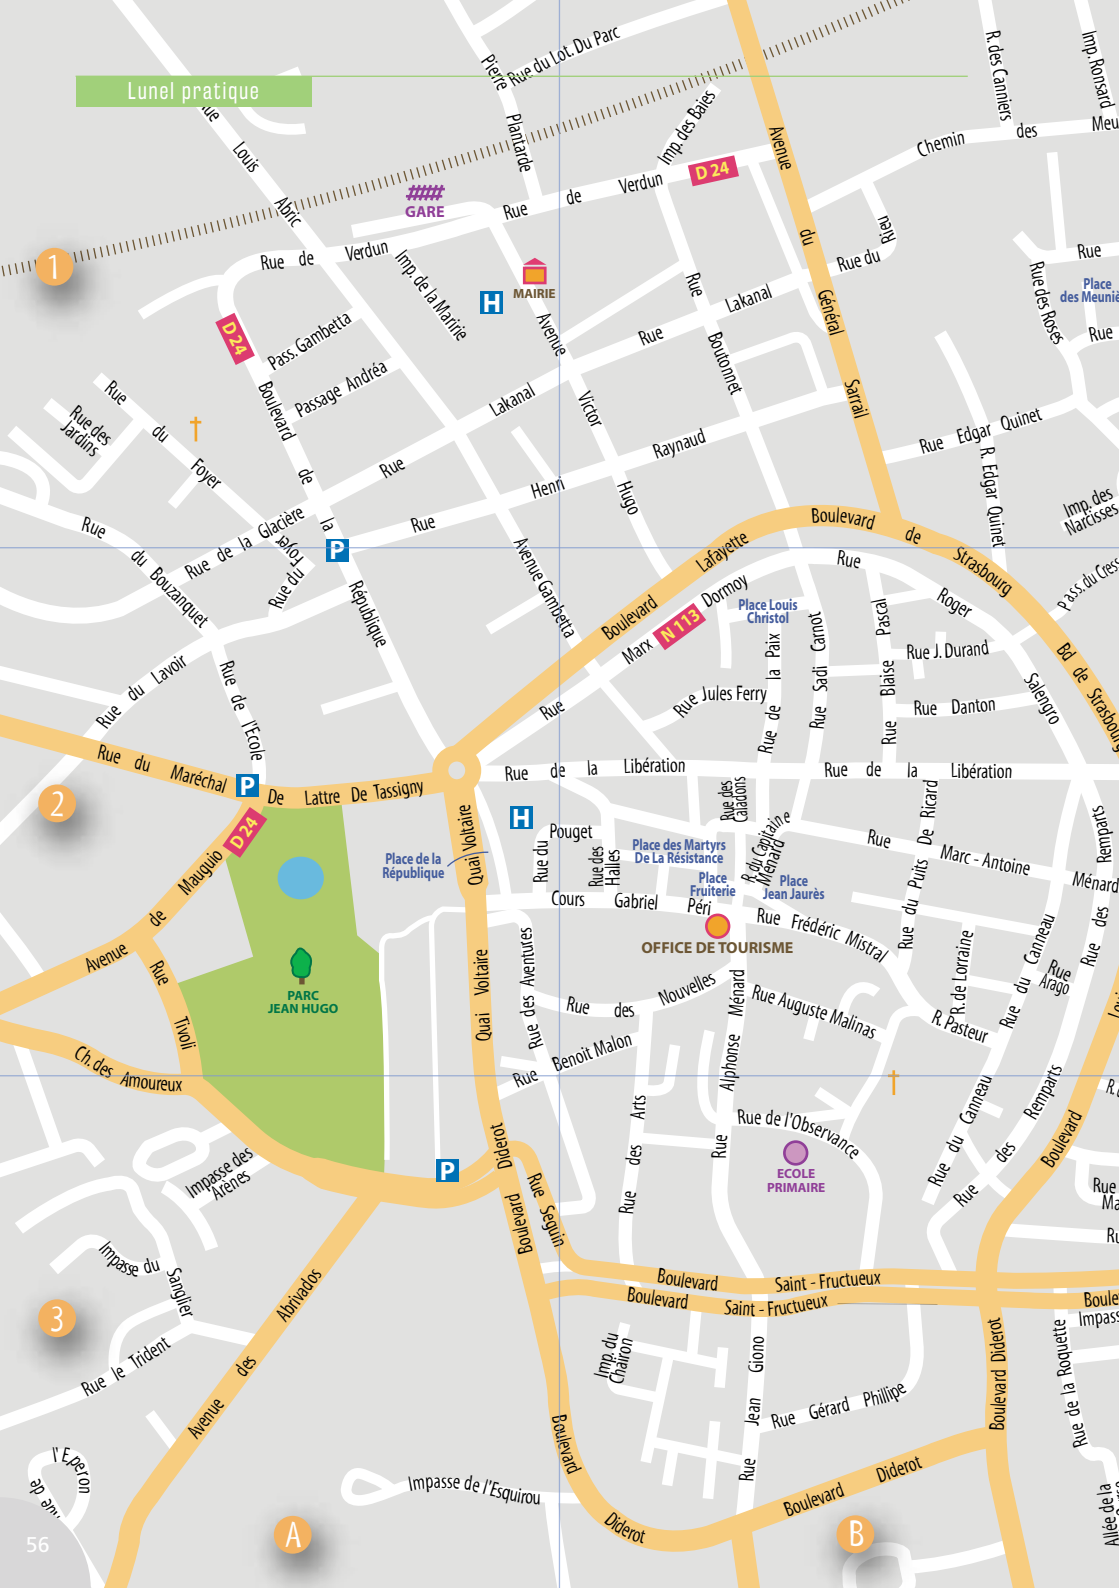 Lunel pratique
Pierre
Plantarde
Rue du Lot. Du Parc
R. des Canniers
Imp. Ronsard
Louis
Abric
Imp. des Baies
Avenue
du
Général
Sarrail
Chemin
des
GARE
Rue
de
Verdun
D 24
Rue
de
Verdun
Imp. de la Maririe
MAIRIE
H
Rue du
Rieu
Rue
Place
Rue
Rue des Roses
1
D 24
Pass. Gambetta
Passage Andréa
Boulevard
de
la
République
Avenue
Victor
Hugo
Rue
Boutonnet
Rue
Lakanal
Rue
Lakanal
Rue
du
Foyer
Rue des
Jardins
Rue
Henri
Raynaud
Rue Edgar Quinet
R. Edgar Quinet
Imp. des
Narcisses
Rue
du
Bouzanquet
Rue de la Glacière
Rue du
Foyer
P
Avenue Gambetta
Boulevard
Lafayette
Boulevard
de
Strasbourg
Bd de Strasbourg
Rue
Marx
Dormoy
N 113
Rue
Roger
Salengro
Place Louis
Christol
Rue Sadi Carnot
Rue de la Paix
Rue Blaise Pascal
Rue J. Durand
Rue Danton
Rue Jules Ferry
Rue du Lavoir
Rue de l'Ecole
Rue du Maréchal
P
De Lattre De Tassigny
D 24
2
Rue de la Libération
Rue de la Libération
H
Quai Voltaire
Place de la
République
Rue du
Pouget
Rue des
Halles
Place des Martyrs
De La Résistance
Rue des
Caladons
R. du Capitaine
Ménard
Place
Fruiterie
Place
Jean Jaurès
Rue
Marc - Antoine
Ménard
Rue du Puits De Ricard
Rue des
Remparts
Cours
Gabriel
Péri
OFFICE DE TOURISME
Rue Frédéric Mistral
Avenue
de
Mauguio
Rue
Tivoli
PARC
JEAN HUGO
Quai Voltaire
Rue des Aventures
Rue
des
Nouvelles
Rue Auguste Malinas
R. de Lorraine
R. Pasteur
Rue du Canneau
Rue
Arago
Ch. des Amoureux
Rue Benoit Malon
Rue
Alphonse
Ménard
Rue
des
Arts
Rue de l'Observance
ECOLE
PRIMAIRE
Rue du Canneau
Rue
des
Remparts
Boulevard
Rue
P
Diderot
Boulevard
Rue Seguin
Impasse des
Arènes
Impasse du
Sanglier
3
Rue le Trident
Avenue
des
Abrivados
Boulevard
Saint - Fructueux
Boulevard
Saint - Fructueux
Imp. du
Chairon
Rue
Jean
Giono
Rue Gérard Phillipe
Boulevard Diderot
Rue de la Roquette
l' Eperon
Impasse de l'Esquirou
Boulevard
Diderot
Boulevard
Diderot
Allée de la
56
A
B